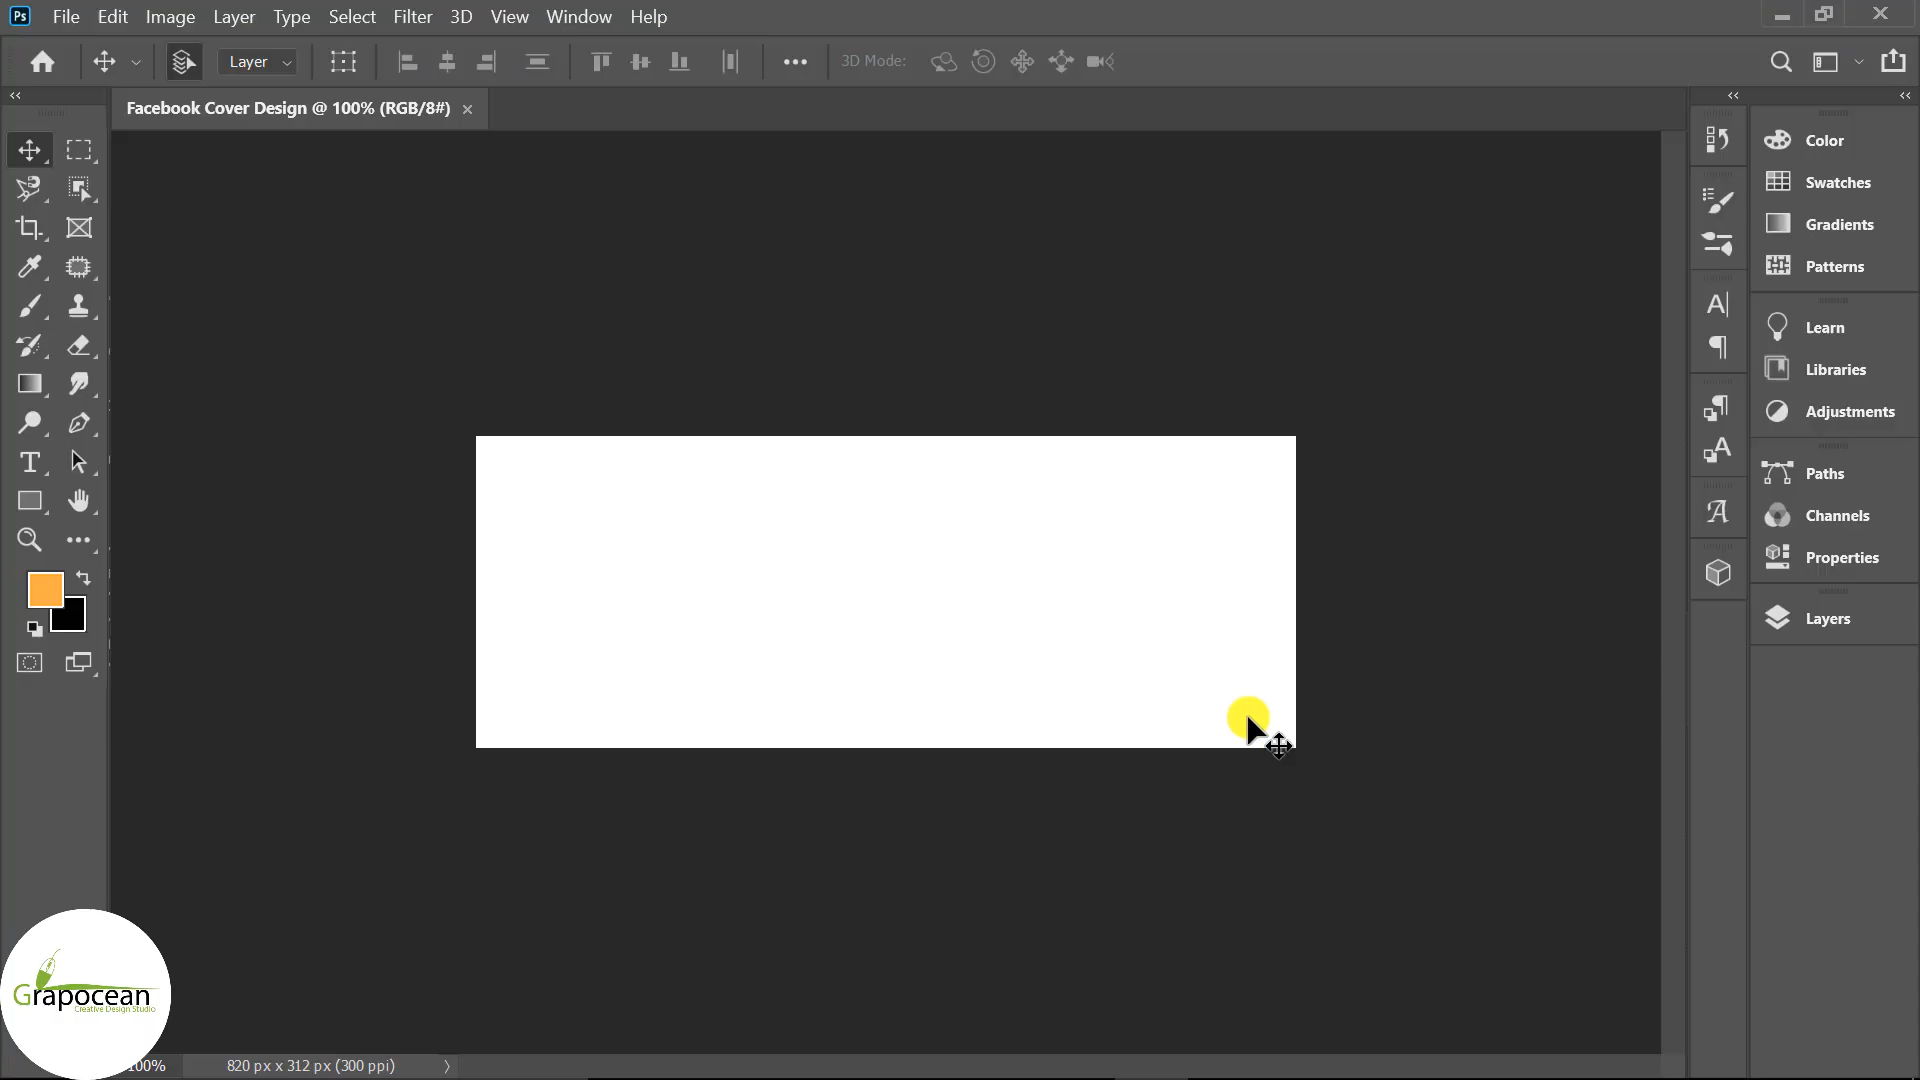 Ps File Edit Image Layer Type Select Filter 3D View Window Help
Layer 3D Mode:
Facebook Cover Design @ 100% (RGB/8#)
Color
Swatches
Gradients
Patterns
Learn
Libraries
Adjustments
Paths
Channels
Properties
Layers
Grapocean
Creative Design Studio
100% 820 px x 312 px (300 ppi)